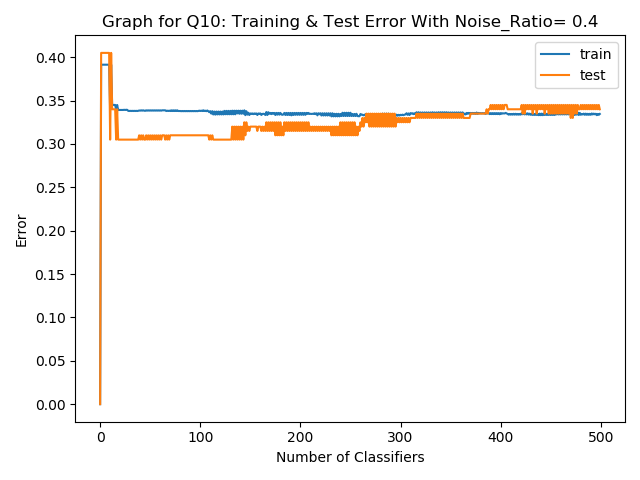 Graph for Q10: Training & Test Error With Noise_Ratio= 0.4
train
test
0.40
0.35
0.30
0.25
0.20
0.15
0.10
0.05
0.00
Error
0 100 200 300 400 500
Number of Classifiers